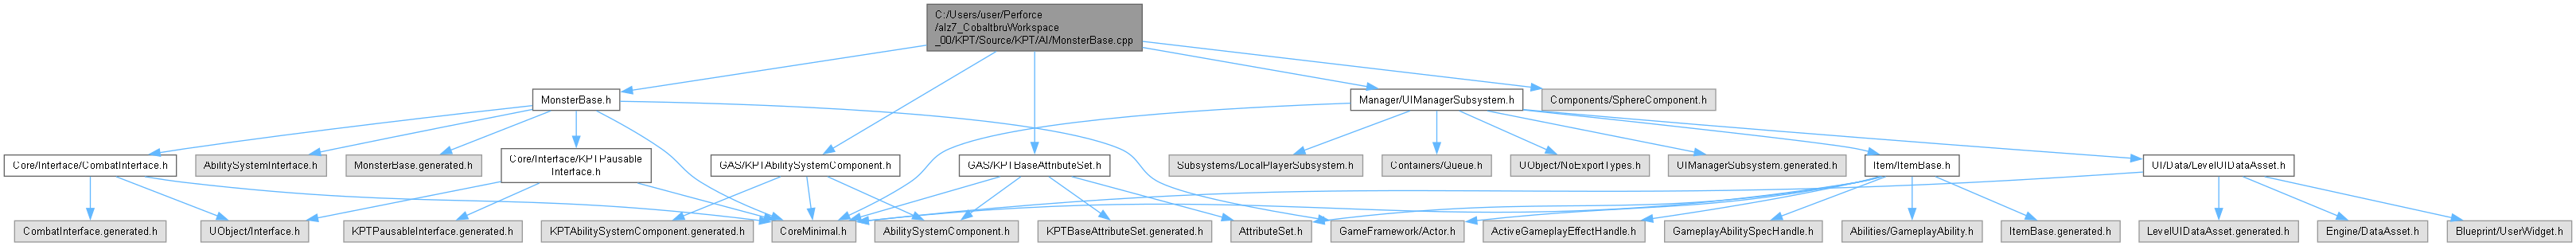 C:/Users/user/Perforce
/alz7_CobaltbruWorkspace
_00/KPT/Source/KPT/AI/MonsterBase.cpp
MonsterBase.h
Manager/UIManagerSubsystem.h
Components/SphereComponent.h
Core/Interface/CombatInterface.h
AbilitySystemInterface.h
MonsterBase.generated.h
Core/Interface/KPTPausable
Interface.h
GAS/KPTAbilitySystemComponent.h
GAS/KPTBaseAttributeSet.h
Subsystems/LocalPlayerSubsystem.h
Containers/Queue.h
UObject/NoExportTypes.h
UIManagerSubsystem.generated.h
Item/ItemBase.h
UI/Data/LevelUIDataAsset.h
CombatInterface.generated.h
UObject/Interface.h
KPTPausableInterface.generated.h
KPTAbilitySystemComponent.generated.h
CoreMinimal.h
AbilitySystemComponent.h
KPTBaseAttributeSet.generated.h
AttributeSet.h
GameFramework/Actor.h
ActiveGameplayEffectHandle.h
GameplayAbilitySpecHandle.h
Abilities/GameplayAbility.h
ItemBase.generated.h
LevelUIDataAsset.generated.h
Engine/DataAsset.h
Blueprint/UserWidget.h